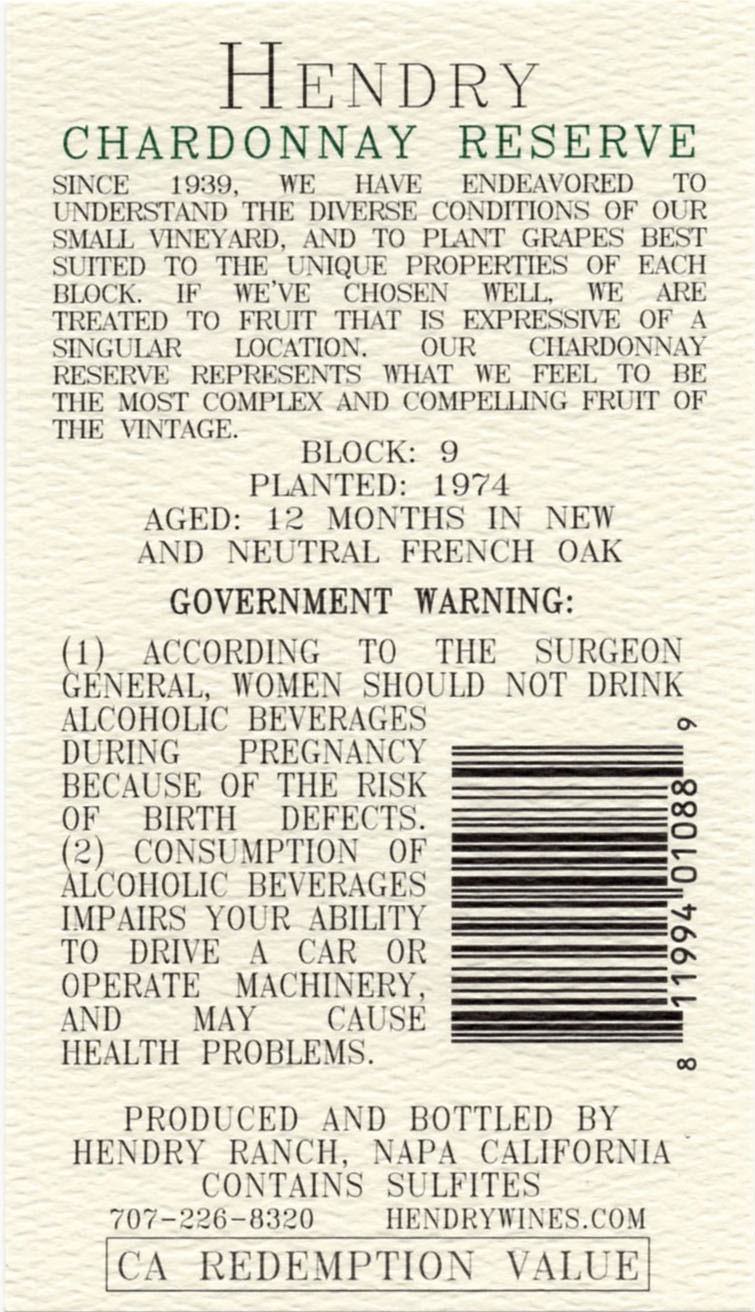 HENDRY
CHARDONNAY RESERVE
SINCE 1939, WE HAVE ENDEAVORED TO
UNDERSTAND THE DIVERSE CONDITIONS OF OUR
SMALL VINEYARD, AND TO PLANT GRAPES BEST
SUITED TO THE UNIQUE PROPERTIES OF EACH
BLOCK. IF WE'VE CHOSEN WELL, WE ARE
TREATED TO FRUIT THAT IS EXPRESSIVE OF A
SINGULAR LOCATION. OUR CHARDONNAY
RESERVE REPRESENTS WHAT WE FEEL TO BE
THE MOST COMPLEX AND COMPELLING FRUIT OF
THE VINTAGE.
BLOCK: 9
PLANTED: 1974
AGED: 12 MONTHS IN NEW
AND NEUTRAL FRENCH OAK
GOVERNMENT WARNING:
(1) ACCORDING TO THE SURGEON
GENERAL, WOMEN SHOULD NOT DRINK
ALCOHOLIC BEVERAGES
DURING PREGNANCY
BECAUSE OF THE RISK
OF BIRTH DEFECTS.
(2) CONSUMPTION OF
ALCOHOLIC BEVERAGES
IMPAIRS YOUR ABILITY
TO DRIVE A CAR OR
OPERATE MACHINERY,
AND MAY CAUSE
HEALTH PROBLEMS.
8 11994 01088 9
PRODUCED AND BOTTLED BY
HENDRY RANCH, NAPA CALIFORNIA
CONTAINS SULFITES
707-226-8320 HENDRYWINES.COM
CA REDEMPTION VALUE